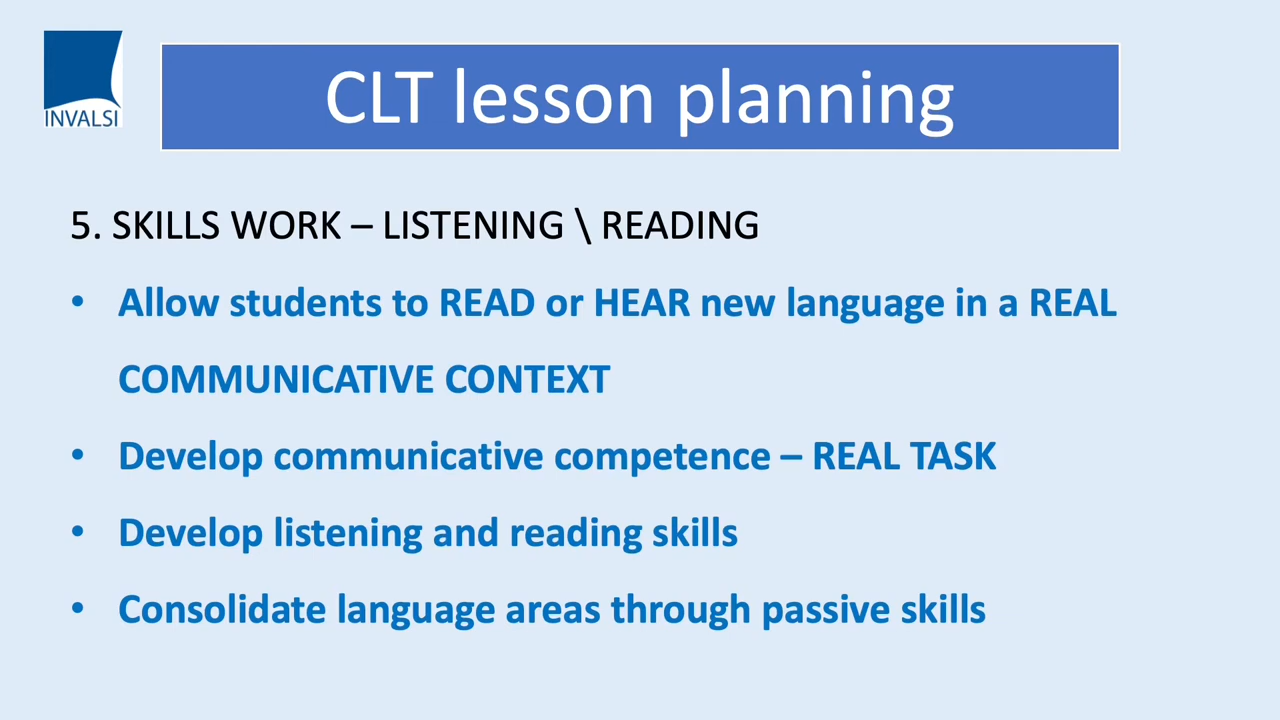 INVALSI
CLT lesson planning
5. SKILLS WORK – LISTENING \ READING
• Allow students to READ or HEAR new language in a REAL
COMMUNICATIVE CONTEXT
• Develop communicative competence – REAL TASK
• Develop listening and reading skills
• Consolidate language areas through passive skills